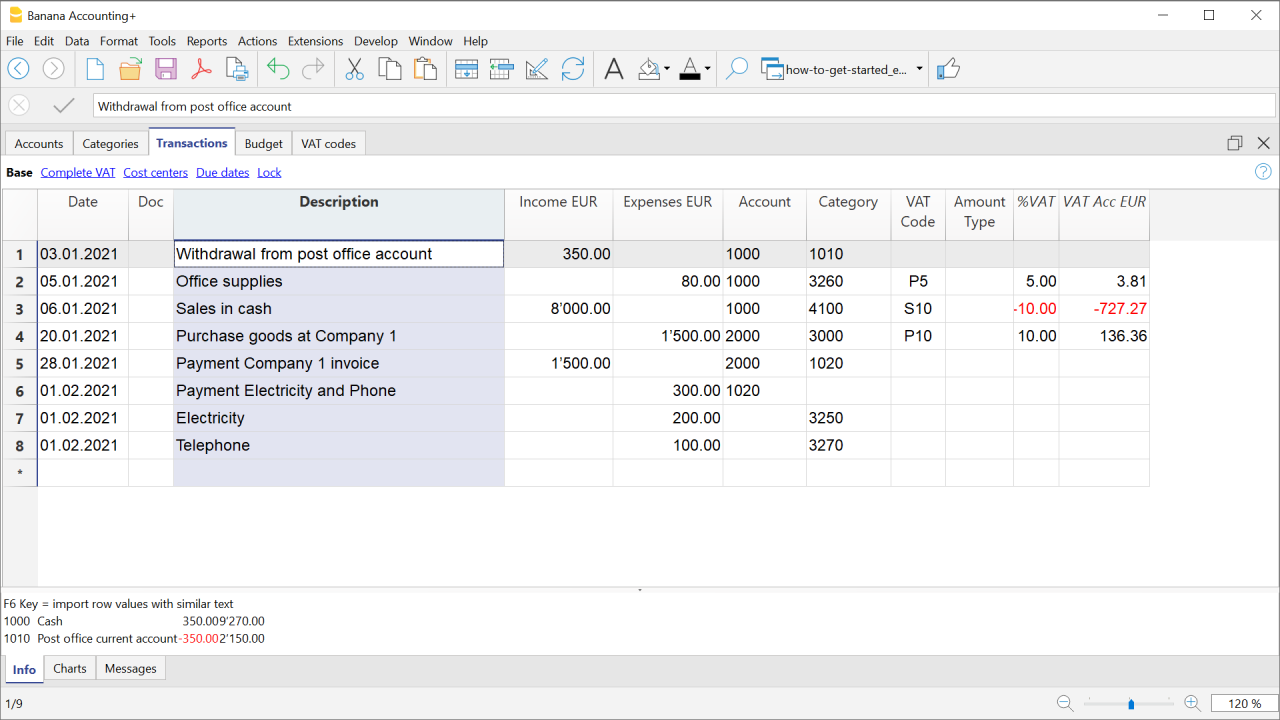 Banana Accounting+
File Edit Data Format Tools Reports Actions Extensions Develop Window Help
how-to-get-started_e...
Withdrawal from post office account
Accounts Categories Transactions Budget VAT codes
Base Complete VAT Cost centers Due dates Lock
Date Doc Description Income EUR Expenses EUR Account Category VAT Code Amount Type %VAT VAT Acc EUR
1 03.01.2021 Withdrawal from post office account 350.00 1000 1010
2 05.01.2021 Office supplies 80.00 1000 3260 P5 5.00 3.81
3 06.01.2021 Sales in cash 8’000.00 1000 4100 S10 -10.00 -727.27
4 20.01.2021 Purchase goods at Company 1 1’500.00 2000 3000 P10 10.00 136.36
5 28.01.2021 Payment Company 1 invoice 1’500.00 2000 1020
6 01.02.2021 Payment Electricity and Phone 300.00 1020
7 01.02.2021 Electricity 200.00 3250
8 01.02.2021 Telephone 100.00 3270
*
F6 Key = import row values with similar text
1000 Cash 350.009’270.00
1010 Post office current account-350.002’150.00
Info Charts Messages
1/9 120 %